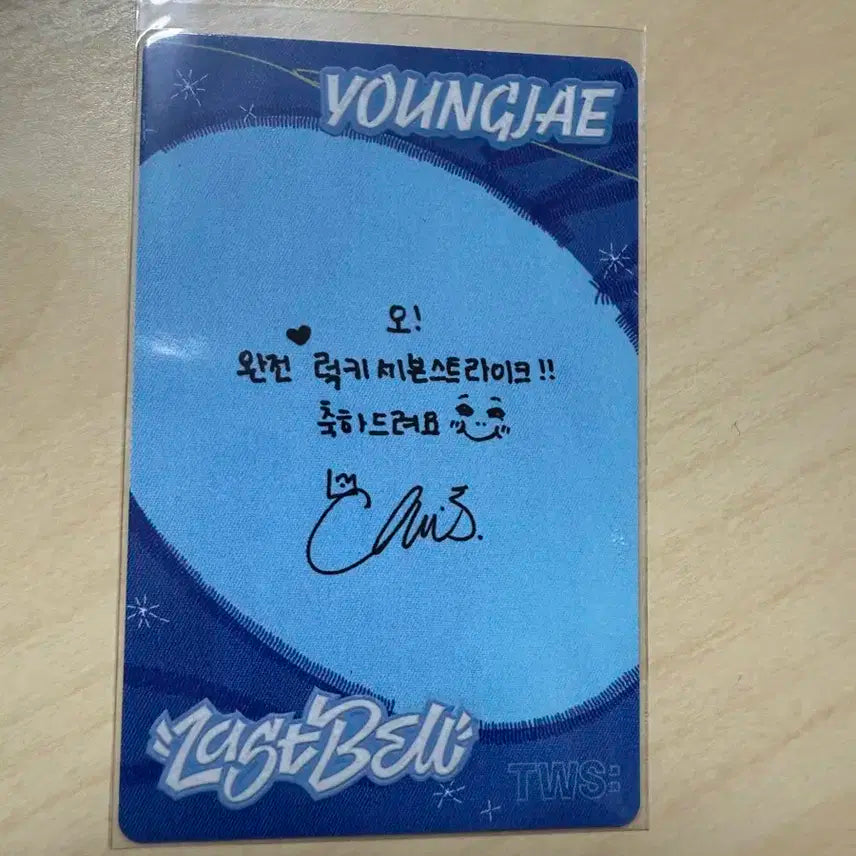 YOUNGJAE
오!
완전 럭키 세븐스트라이크!!
축하드려요
Last Bell
TWS: